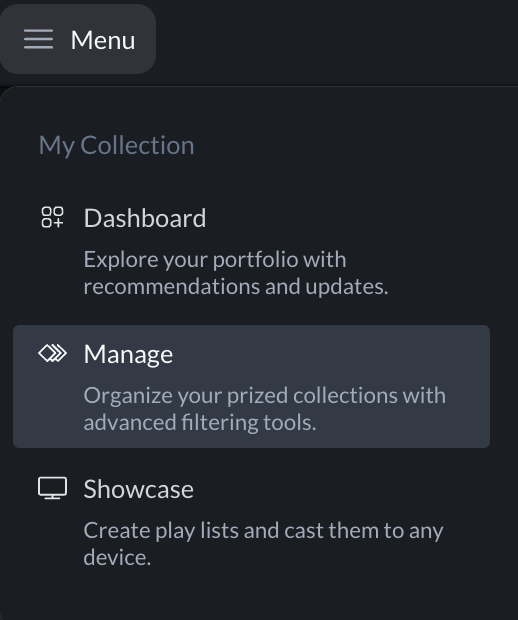 Menu
My Collection
Dashboard
Explore your portfolio with
recommendations and updates.
Manage
Organize your prized collections with
advanced filtering tools.
Showcase
Create play lists and cast them to any
device.